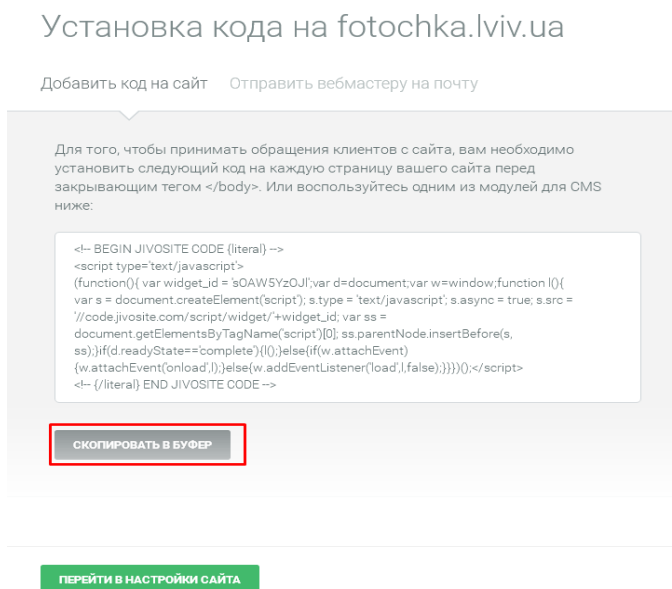 Установка кода на fotochka.lviv.ua
Добавить код на сайт Отправить вебмастеру на почту
Для того, чтобы принимать обращения клиентов с сайта, вам необходимо
установить следующий код на каждую страницу вашего сайта перед
закрывающим тегом </body>. Или воспользуйтесь одним из модулей для CMS
ниже:
<!-- BEGIN JIVOSITE CODE {literal} -->
<script type='text/javascript'>
(function(){ var widget_id = 'sOAW5YzOJl';var d=document;var w=window;function l(){
var s = document.createElement('script'); s.type = 'text/javascript'; s.async = true; s.src =
'//code.jivosite.com/script/widget/'+widget_id; var ss =
document.getElementsByTagName('script')[0]; ss.parentNode.insertBefore(s,
ss);}if(d.readyState=='complete'){l();}else{if(w.attachEvent)
{w.attachEvent('onload',l);}else{w.addEventListener('load',l,false);}}})();</script>
<!-- {/literal} END JIVOSITE CODE -->
СКОПИРОВАТЬ В БУФЕР
ПЕРЕЙТИ В НАСТРОЙКИ САЙТА